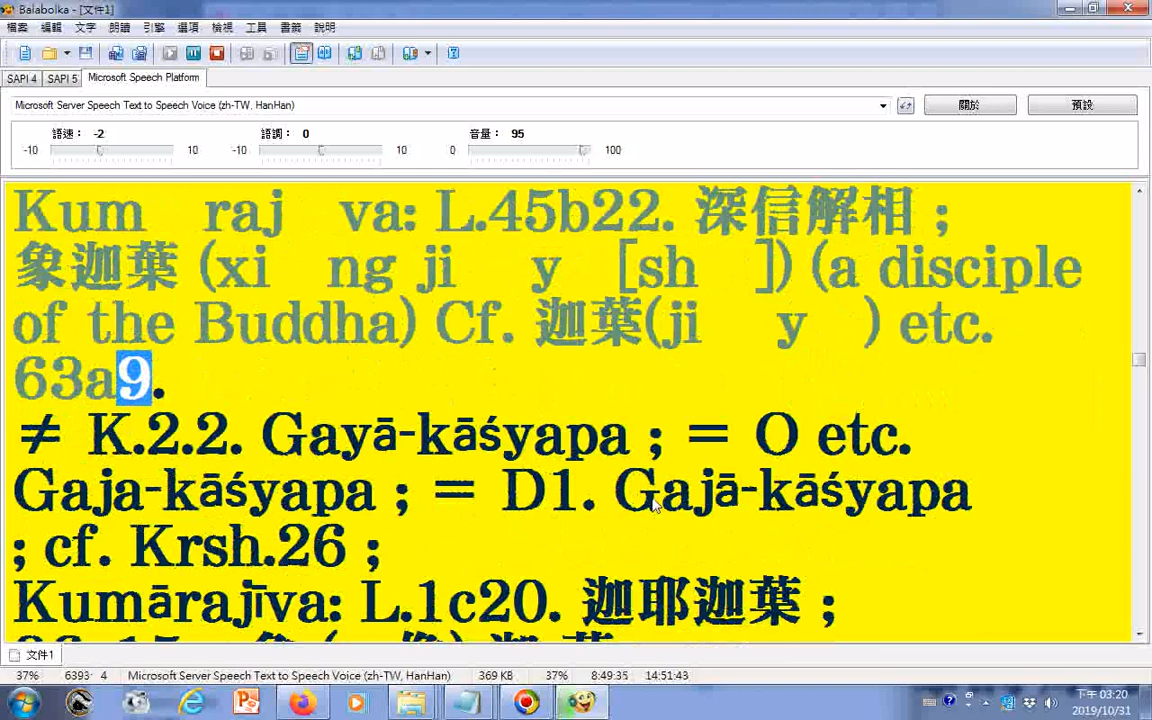 Balabolka - [文件1]
檔案 編輯 文字 朗讀 引擎 選項 檢視 工具 書籤 說明
SAPI 4 SAPI 5 Microsoft Speech Platform
Microsoft Server Speech Text to Speech Voice (zh-TW, HanHan) 關於 預設
語速： -2 語調： 0 音量： 95
-10 10 -10 10 0 100
Kum raj va: L.45b22. 深信解相 ;
象迦葉 (xi ng ji y [sh ]) (a disciple
of the Buddha) Cf. 迦葉(ji y ) etc.
63a9.
≠ K.2.2. Gayā-kāśyapa ; = O etc.
Gaja-kāśyapa ; = D1. Gajā-kāśyapa
; cf. Krsh.26 ;
Kumārajīva: L.1c20. 迦耶迦葉 ;
文件1
37% 6393 4 Microsoft Server Speech Text to Speech Voice (zh-TW, HanHan) 369 KB 37% 8:49:35 14:51:43
下午 03:20
2019/10/31